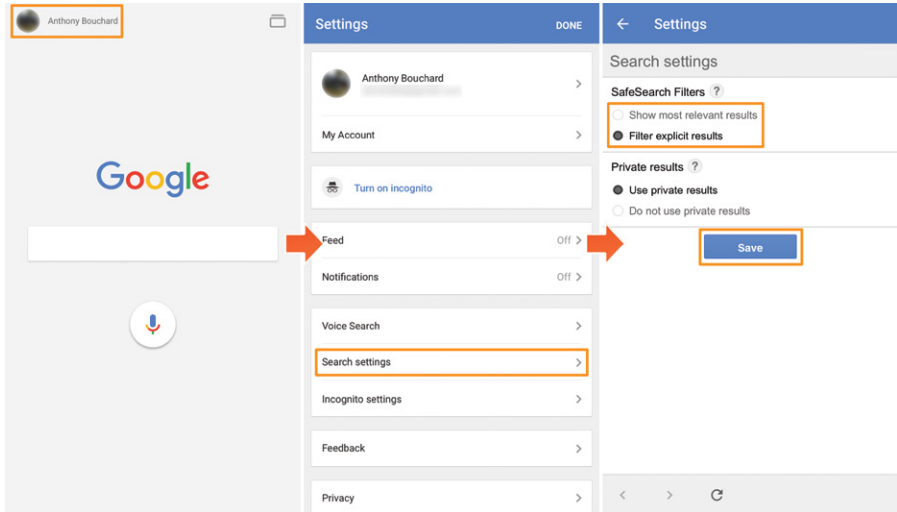 Anthony Bouchard
Google
Settings DONE
Anthony Bouchard
My Account
Turn on incognito
Feed Off
Notifications Off
Voice Search
Search settings
Incognito settings
Feedback
Privacy
Settings
Search settings
SafeSearch Filters ?
Show most relevant results
Filter explicit results
Private results ?
Use private results
Do not use private results
Save